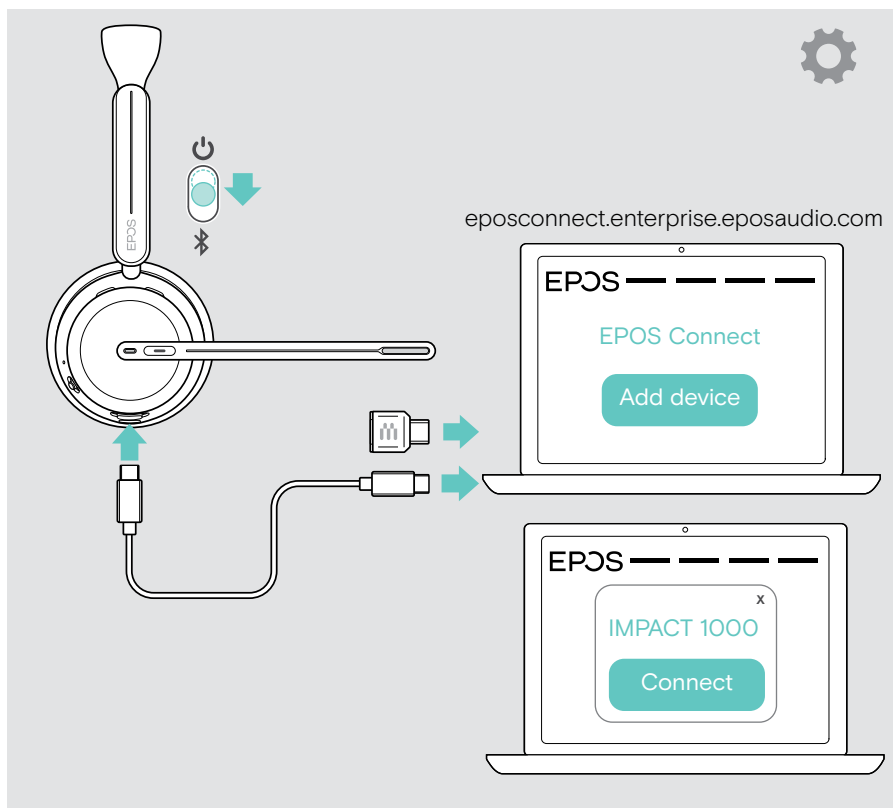 EPOS
eposconnect.enterprise.eposaudio.com
EPOS
EPOS Connect
Add device
EPOS
x
IMPACT 1000
Connect